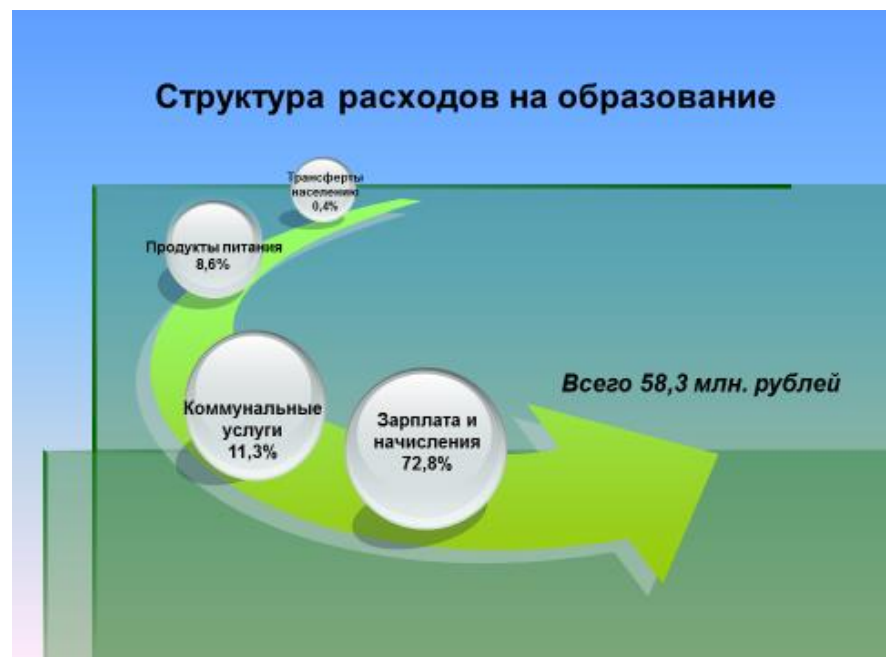 Структура расходов на образование
Трансферты
населению
0,4%
Продукты питания
8,6%
Коммунальные
услуги
11,3%
Зарплата и
начисления
72,8%
Всего 58,3 млн. рублей